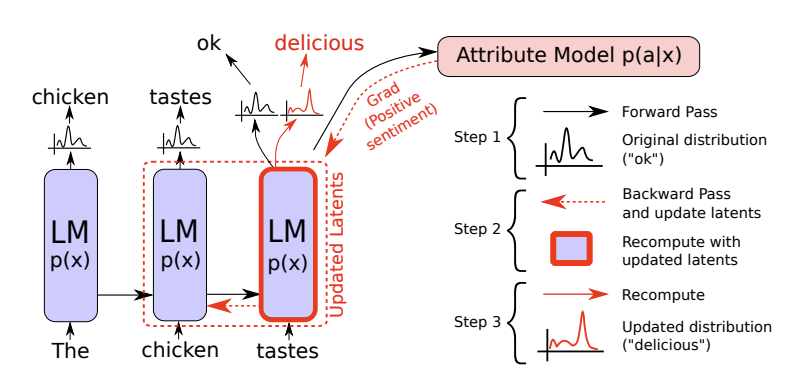 ok
delicious
Attribute Model p(a|x)
chicken
tastes
Grad
(Positive
sentiment)
LM
p(x)
LM
p(x)
LM
p(x)
Updated Latents
The
chicken
tastes
Step 1
Forward Pass
Original distribution
("ok")
Step 2
Backward Pass
and update latents
Recompute with
updated latents
Step 3
Recompute
Updated distribution
("delicious")